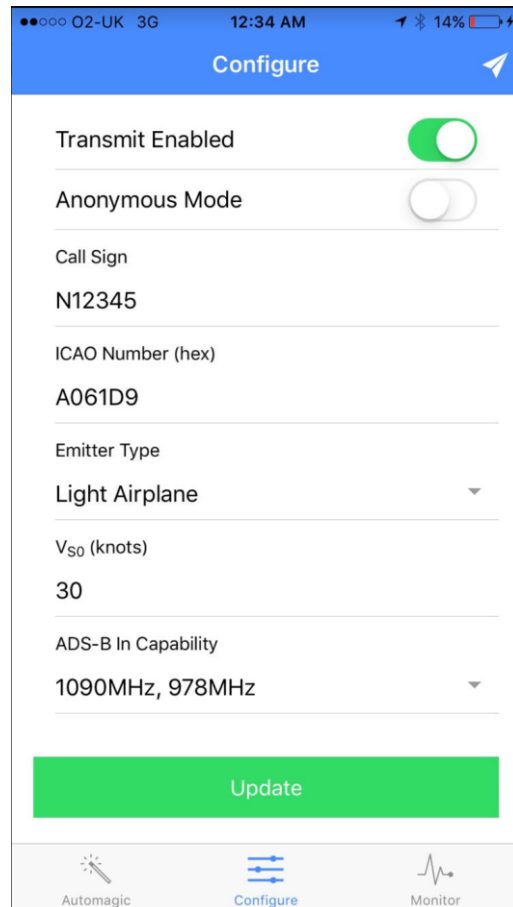 O2-UK 3G 12:34 AM 14%
Configure
Transmit Enabled
Anonymous Mode
Call Sign
N12345
ICAO Number (hex)
A061D9
Emitter Type
Light Airplane
VS0 (knots)
30
ADS-B In Capability
1090MHz, 978MHz
Update
Automagic Configure Monitor